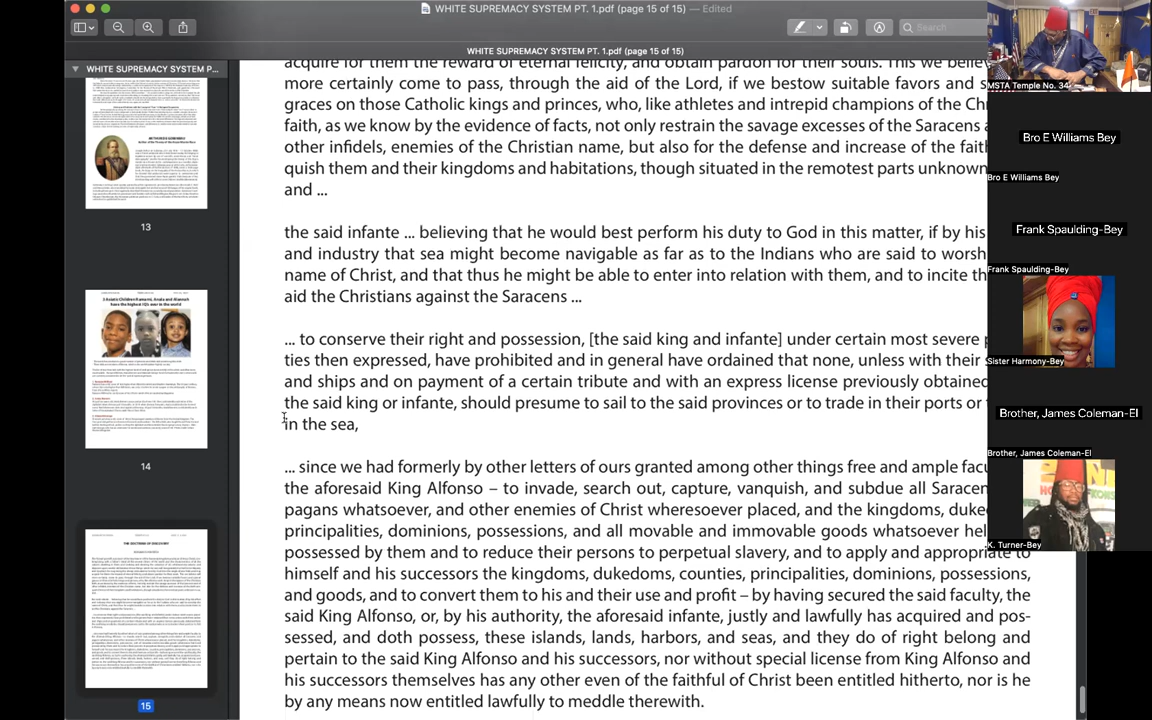 WHITE SUPREMACY SYSTEM PT. 1.pdf (page 15 of 15) — Edited
Search
WHITE SUPREMACY SYSTEM PT. 1.pdf (page 15 of 15)
WHITE SUPREMACY SYSTEM P...
13
3 Asiatic Children
have the highest IQs ever in the world
14
THE DOCTRINE OF DISCOVERY
15
acquire for them the reward of eternal felicity, and obtain pardon for their souls. This we
more certainly come to pass, through the aid of the Lord, if we bestow suitable favors and special
graces on those Catholic kings and princes, who, like athletes and intrepid champions of the Ch
faith, as we know by the evidence of facts, not only restrain the savage excesses of the Saracens
other infidels, enemies of the Christian name, but also for the defense and increase of the faith
quish them and their kingdoms and habitations, though situated in the remotest parts unknown
and ...
the said infante ... believing that he would best perform his duty to God in this matter, if by his
and industry that sea might become navigable as far as to the Indians who are said to worsh
name of Christ, and that thus he might be able to enter into relation with them, and to incite th
aid the Christians against the Saracens ...
... to conserve their right and possession, [the said king and infante] under certain most severe
ties then expressed, have prohibited and in general have ordained that none, unless with their
and ships and on payment of a certain tribute and with an express license previously obtained
the said king or infante, should presume to sail to the said provinces or to trade in their ports or
in the sea,
... since we had formerly by other letters of ours granted among other things free and ample facu
the aforesaid King Alfonso – to invade, search out, capture, vanquish, and subdue all Saracen
pagans whatsoever, and other enemies of Christ wheresoever placed, and the kingdoms, duke
principalities, dominions, possessions, and all movable and immovable goods whatsoever hel
possessed by them and to reduce their persons to perpetual slavery, and to apply and appropriate to
himself and his successors the kingdoms, dukedoms, counties, principalities, dominions, possessions,
and goods, and to convert them to his and their use and profit – by having secured the said faculty, the
said King Alfonso, or, by his authority, the aforesaid infante, justly and lawfully has acquired and pos-
sessed, and doth possess, these islands, lands, harbors, and seas, and they do of right belong and
pertain to the said King Alfonso and his successors, nor without special license from King Alfonso and
his successors themselves has any other even of the faithful of Christ been entitled hitherto, nor is he
by any means now entitled lawfully to meddle therewith.
MSTA Temple No. 34
Bro E Williams Bey
Bro E Williams Bey
Frank Spaulding-Bey
Frank Spaulding-Bey
Sister Harmony-Bey
Brother, James Coleman-El
Brother, James Coleman-El
K. Turner-Bey